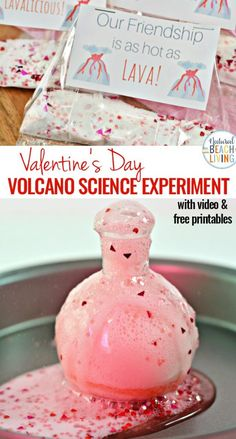 LAVALICIOUS!
Our Friendship
is as hot as
LAVA!
Natural
BEACH
LIVING
Valentine's Day
VOLCANO SCIENCE EXPERIMENT
with video &
free printables